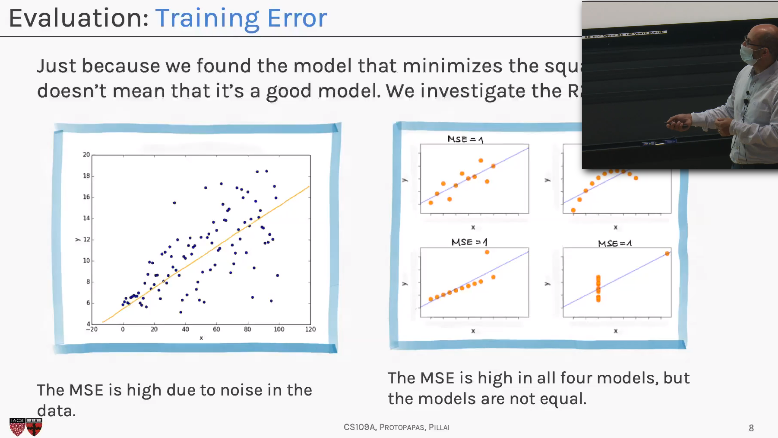 Evaluation: Training Error
Just because we found the model that minimizes the squ
doesn't mean that it's a good model. We investigate the R
20
18
16
14
12
10
8
6
4
y
-20
0
20
40
60
80
100
120
x
MSE = 1
y
x
y
x
MSE = 1
y
x
MSE = 1
y
x
The MSE is high due to noise in the
data.
The MSE is high in all four models, but
the models are not equal.
CS109A, PROTOPAPAS, PILLAI
8